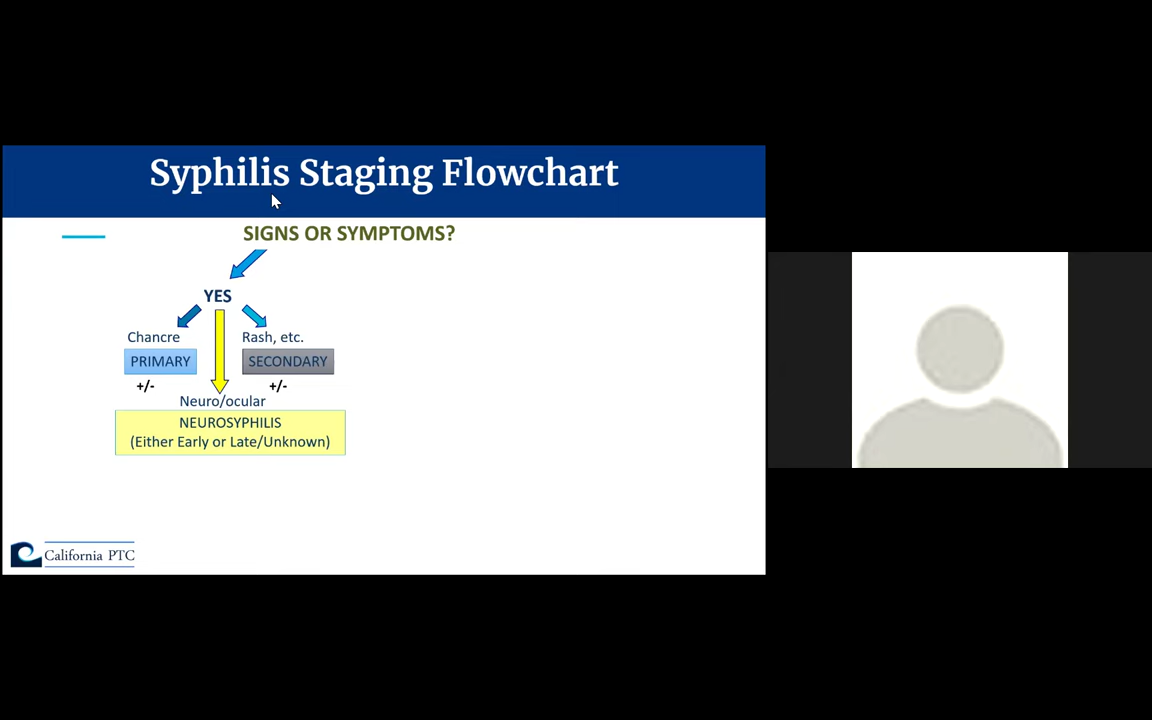 Syphilis Staging Flowchart
SIGNS OR SYMPTOMS?
YES
Chancre
Rash, etc.
PRIMARY
SECONDARY
+/-
+/-
Neuro/ocular
NEUROSYPHILIS
(Either Early or Late/Unknown)
California PTC